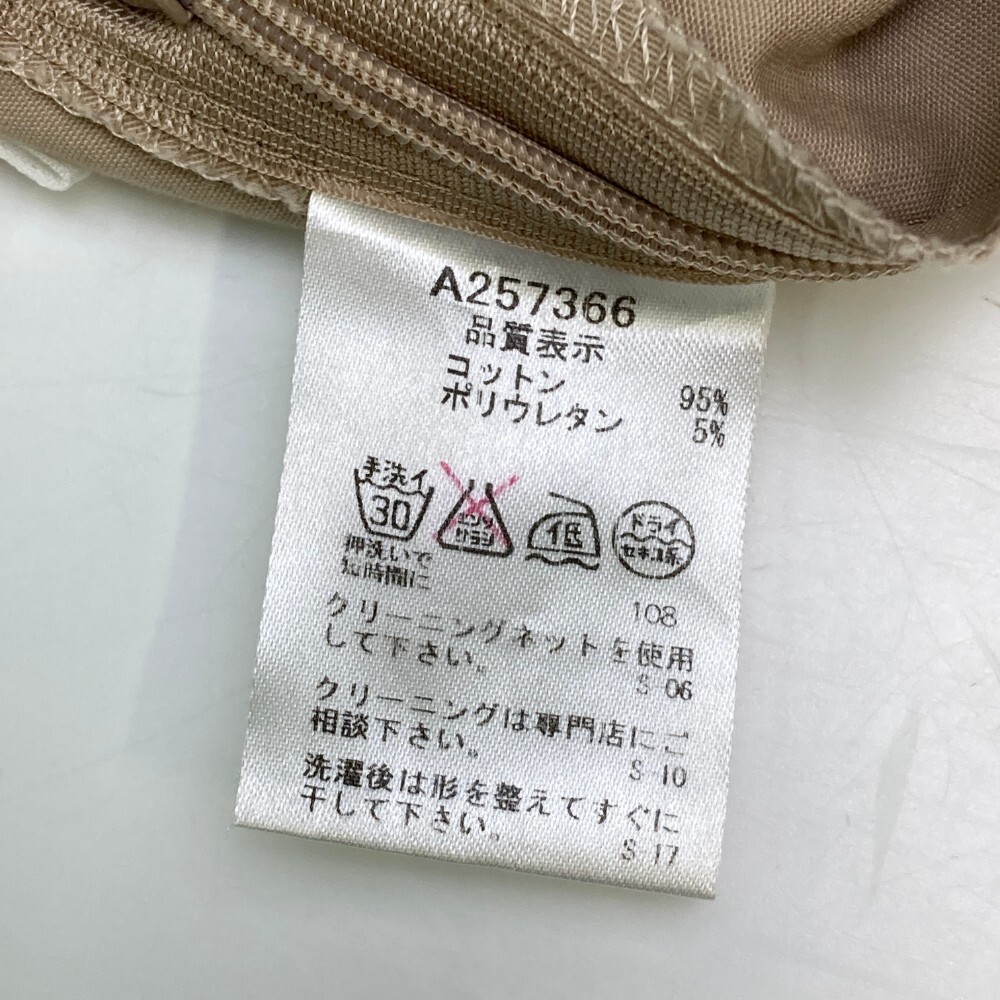 A257366
品質表示
コットン 95%
ポリウレタン 5%
手洗イ
30
エンソ
サラシ
低
ドライ
セキユ系
押洗いで
短時間に
108
クリーニングネットを使用
して下さい。
S-06
クリーニングは専門店にご
相談下さい。
S-10
洗濯後は形を整えてすぐに
干して下さい。
S-17